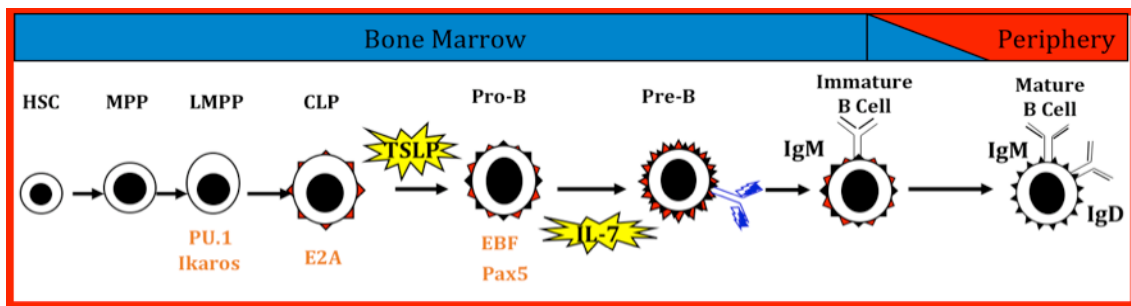 Bone Marrow
Periphery
HSC
MPP
LMPP
CLP
Pro-B
Pre-B
Immature
B Cell
Mature
B Cell
TSLP
IgM
IgM
IgD
IL-7
PU.1
Ikaros
E2A
EBF
Pax5